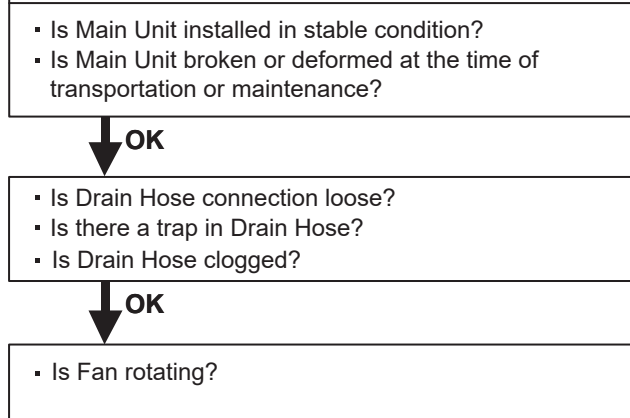 ▪ Is Main Unit installed in stable condition?
▪ Is Main Unit broken or deformed at the time of
transportation or maintenance?
OK
▪ Is Drain Hose connection loose?
▪ Is there a trap in Drain Hose?
▪ Is Drain Hose clogged?
OK
▪ Is Fan rotating?